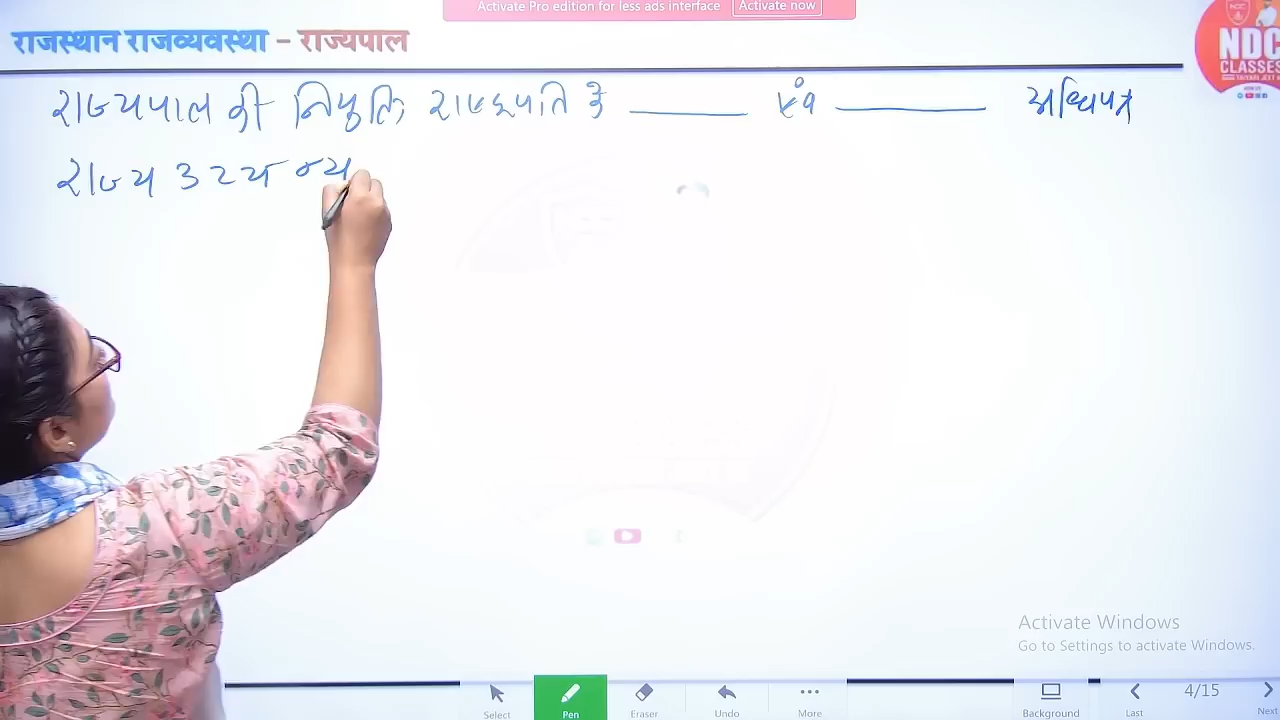 Activate Pro edition for less ads interface Activate now
राजस्थान राजव्यवस्था – राज्यपाल
NDC
CLASSES
राज्यपाल की नियुक्ति राष्ट्रपति के ______ एवं ______ अधिपत्र
राज्य उच्च न्य
Activate Windows
Go to Settings to activate Windows.
Select Pen Eraser Undo More Background Last 4/15 Next